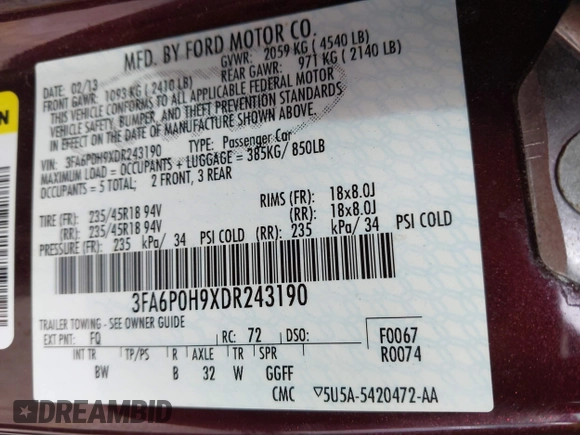 MFD. BY FORD MOTOR CO.
DATE: 02/13 GVWR: 2059 KG (4540 LB)
FRONT GAWR: 1093 KG (2410 LB) REAR GAWR: 971 KG (2140 LB)
THIS VEHICLE CONFORMS TO ALL APPLICABLE FEDERAL MOTOR
VEHICLE SAFETY, BUMPER, AND THEFT PREVENTION STANDARDS
IN EFFECT ON THE DATE OF MANUFACTURE SHOWN ABOVE.
VIN: 3FA6P0H9XDR243190 TYPE: Passenger Car
MAXIMUM LOAD = OCCUPANTS + LUGGAGE = 385KG/ 850LB
OCCUPANTS = 5 TOTAL; 2 FRONT, 3 REAR
TIRE (FR): 235/45R18 94V RIMS (FR): 18x8.0J
(RR): 235/45R18 94V (RR): 18x8.0J
PRESSURE (FR): 235 kPa/ 34 PSI COLD (RR): 235 kPa/ 34 PSI COLD
3FA6P0H9XDR243190
TRAILER TOWING - SEE OWNER GUIDE
EXT PNT: FQ RC: 72 DSO: F0067
R0074
INT TR TP/PS R AXLE TR SPR
BW B 32 W GGFF
CMC 5U5A-5420472-AA
DREAMBID